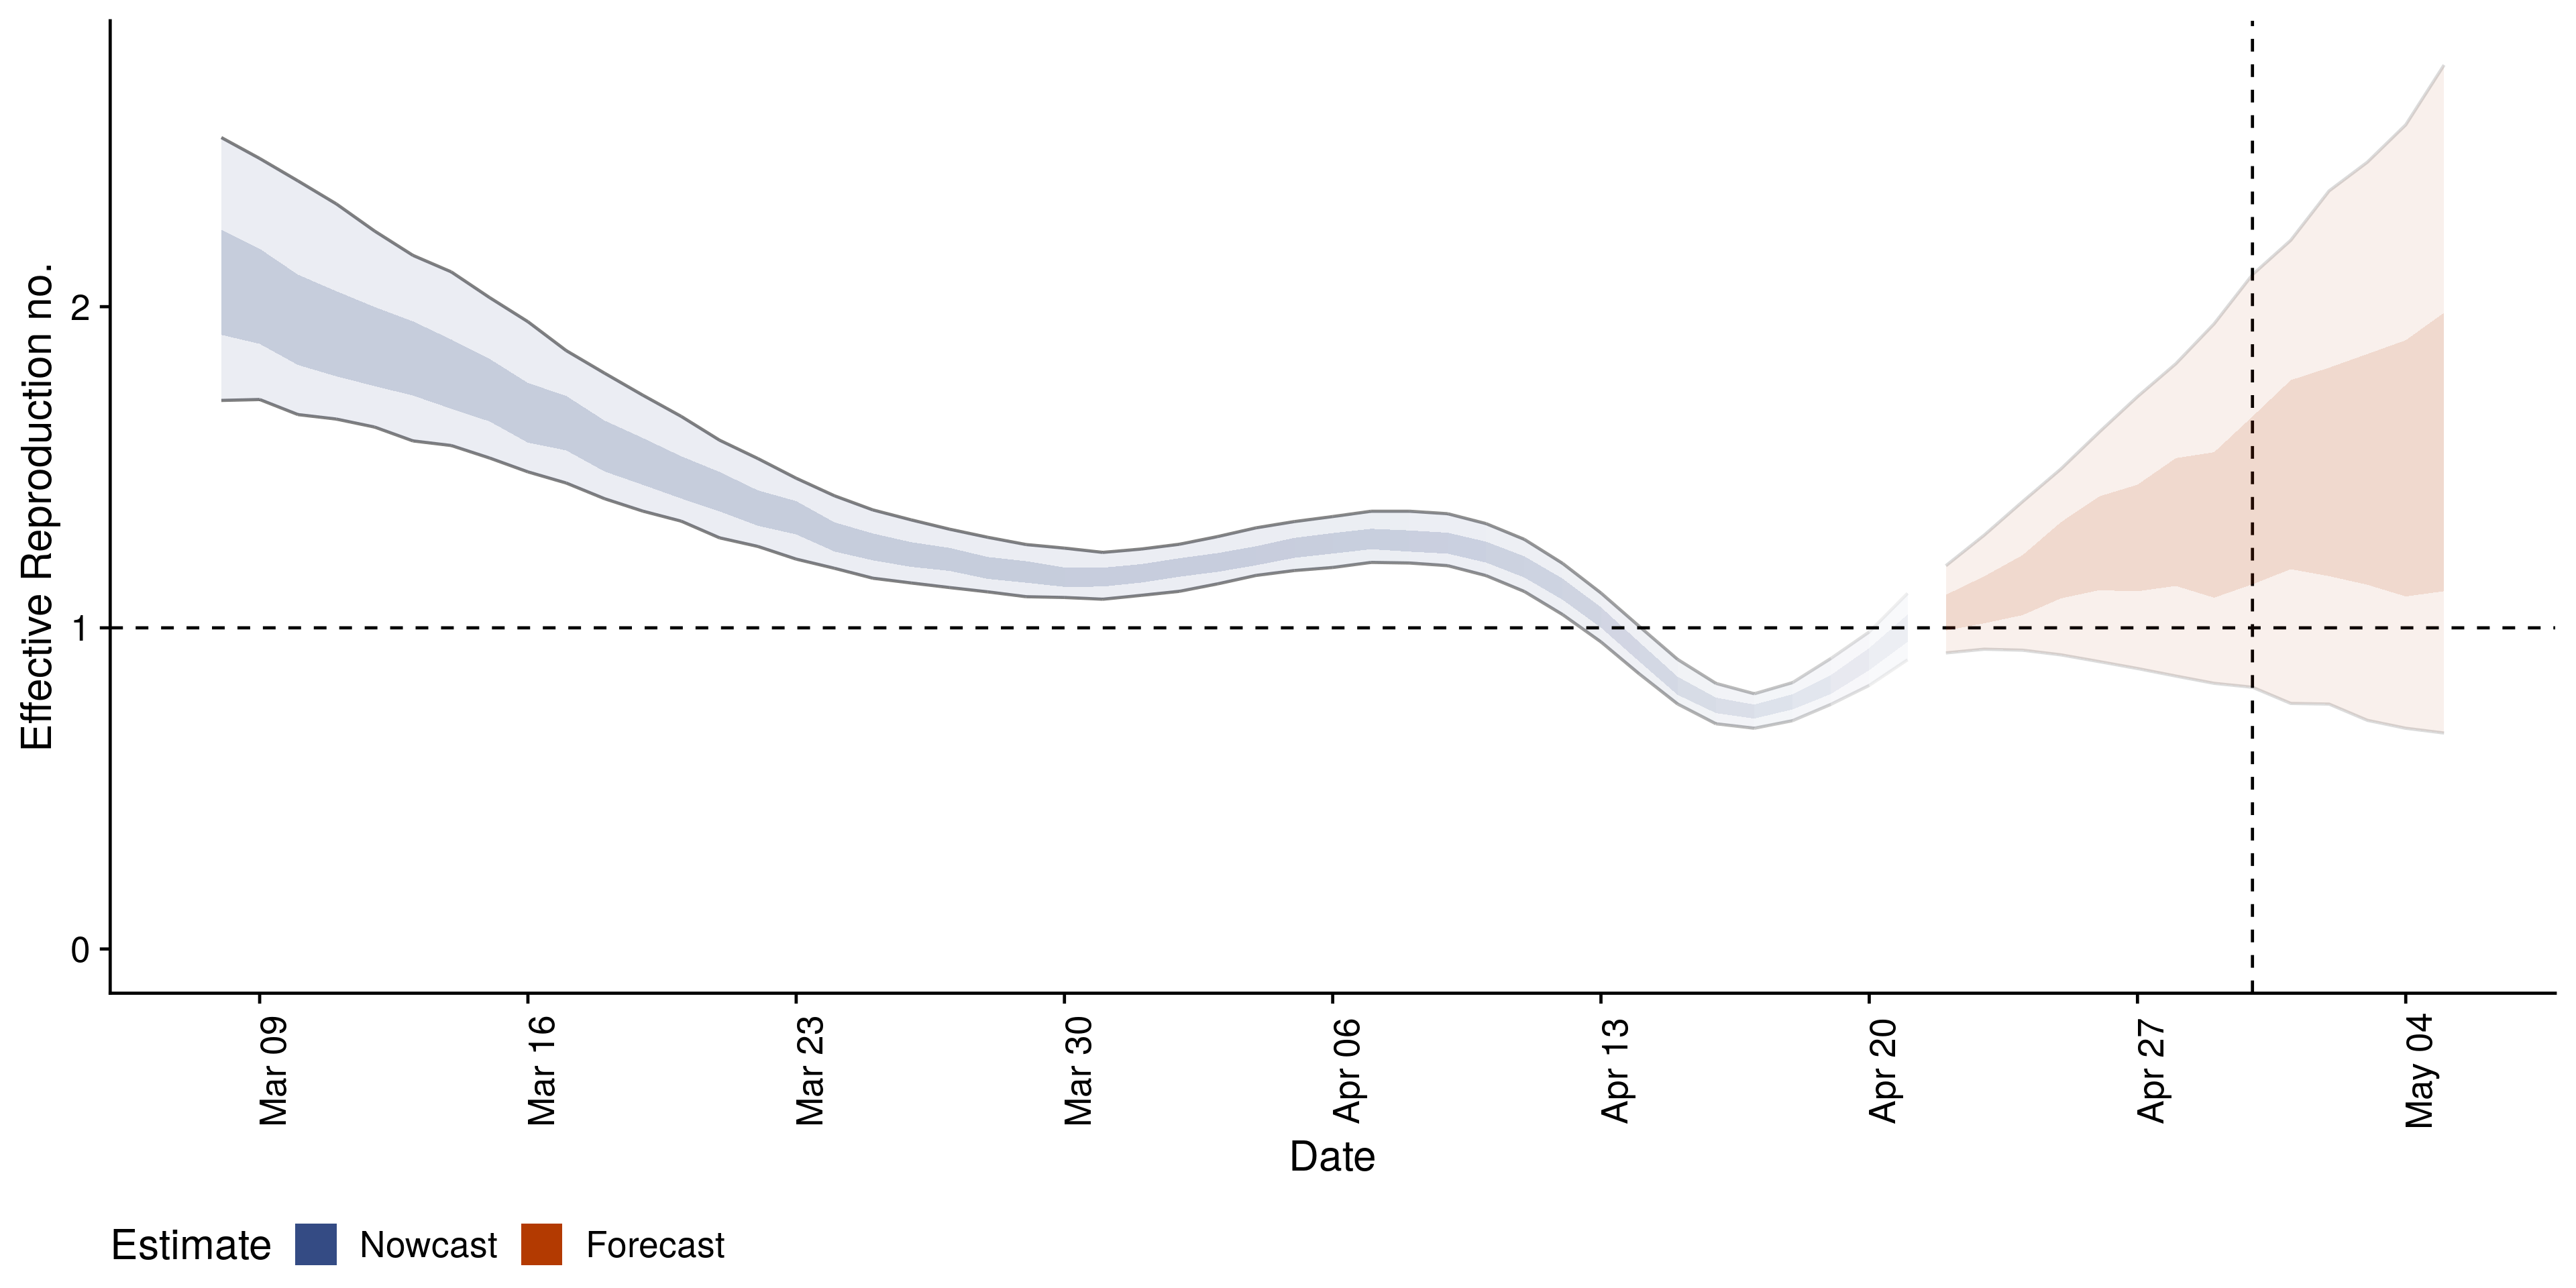 Effective Reproduction no.
2
1
0
Mar 09
Mar 16
Mar 23
Mar 30
Apr 06
Apr 13
Apr 20
Apr 27
May 04
Date
Estimate Nowcast Forecast